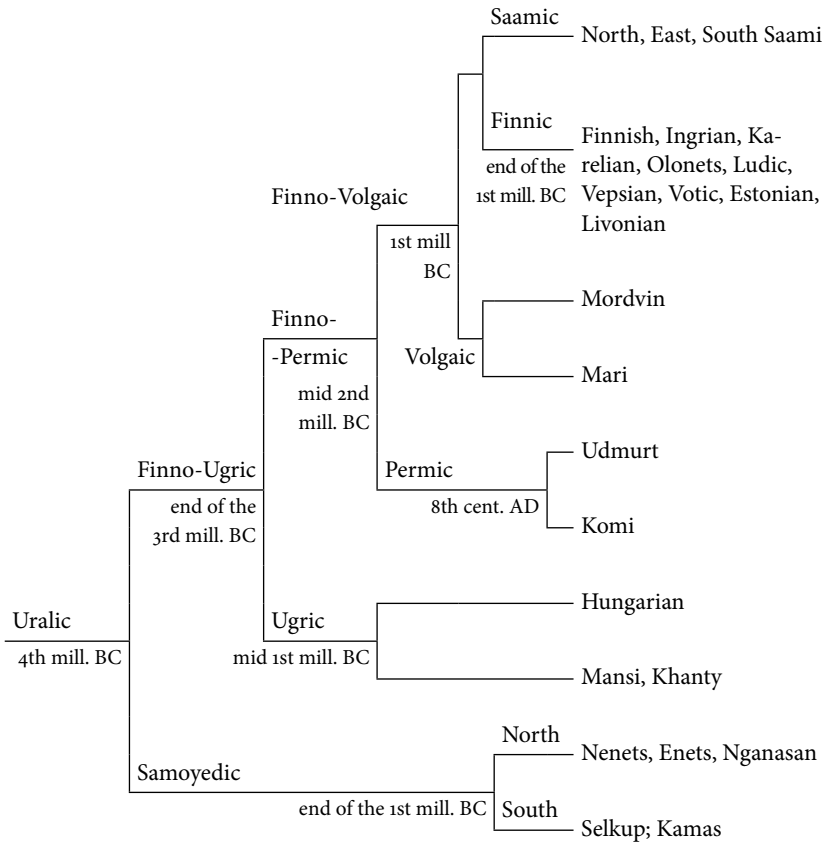 Saamic
North, East, South Saami
Finnic
end of the
1st mill. BC
Finnish, Ingrian, Ka-
relian, Olonets, Ludic,
Vepsian, Votic, Estonian,
Livonian
Finno-Volgaic
1st mill
BC
Mordvin
Finno-
-Permic
mid 2nd
mill. BC
Volgaic
Mari
Udmurt
Finno-Ugric
end of the
3rd mill. BC
Permic
8th cent. AD
Komi
Hungarian
Uralic
4th mill. BC
Ugric
mid 1st mill. BC
Mansi, Khanty
North
Nenets, Enets, Nganasan
Samoyedic
end of the 1st mill. BC
South
Selkup; Kamas